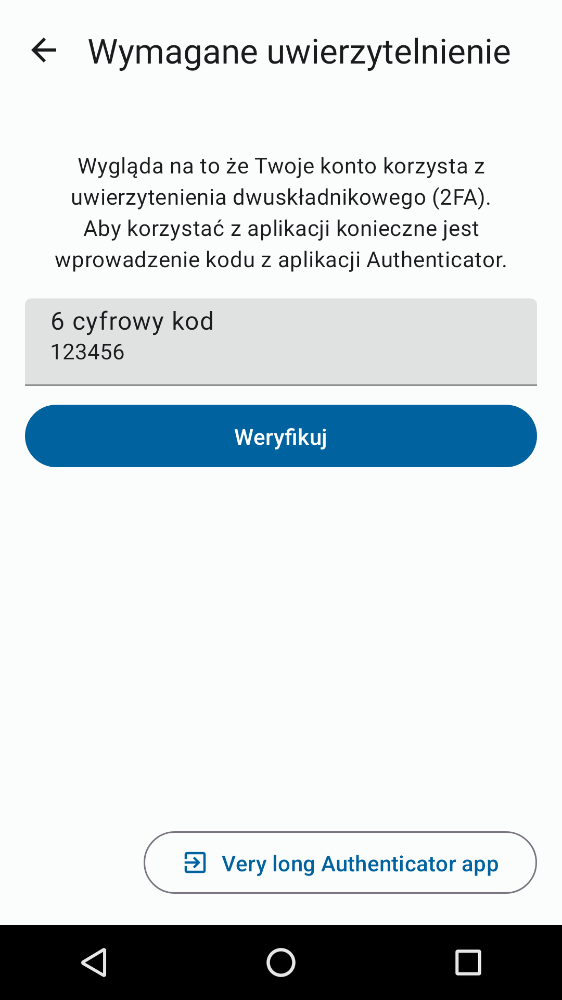 Wymagane uwierzytelnienie
Wygląda na to że Twoje konto korzysta z
uwierzytenienia dwuskładnikowego (2FA).
Aby korzystać z aplikacji konieczne jest
wprowadzenie kodu z aplikacji Authenticator.
6 cyfrowy kod
123456
Weryfikuj
Very long Authenticator app